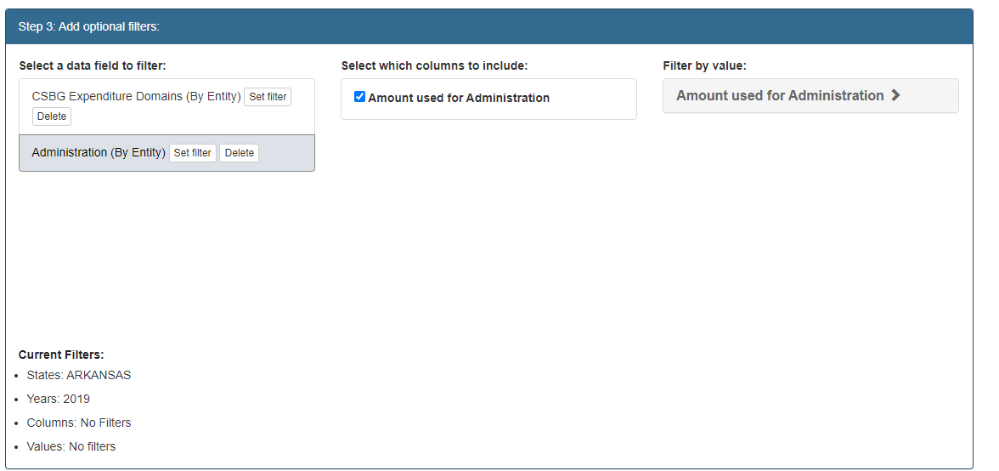 Step 3: Add optional filters:
Select a data field to filter:
CSBG Expenditure Domains (By Entity) Set filter
Delete
Administration (By Entity) Set filter Delete
Select which columns to include:
Amount used for Administration
Filter by value:
Amount used for Administration
Current Filters:
States: ARKANSAS
Years: 2019
Columns: No Filters
Values: No filters